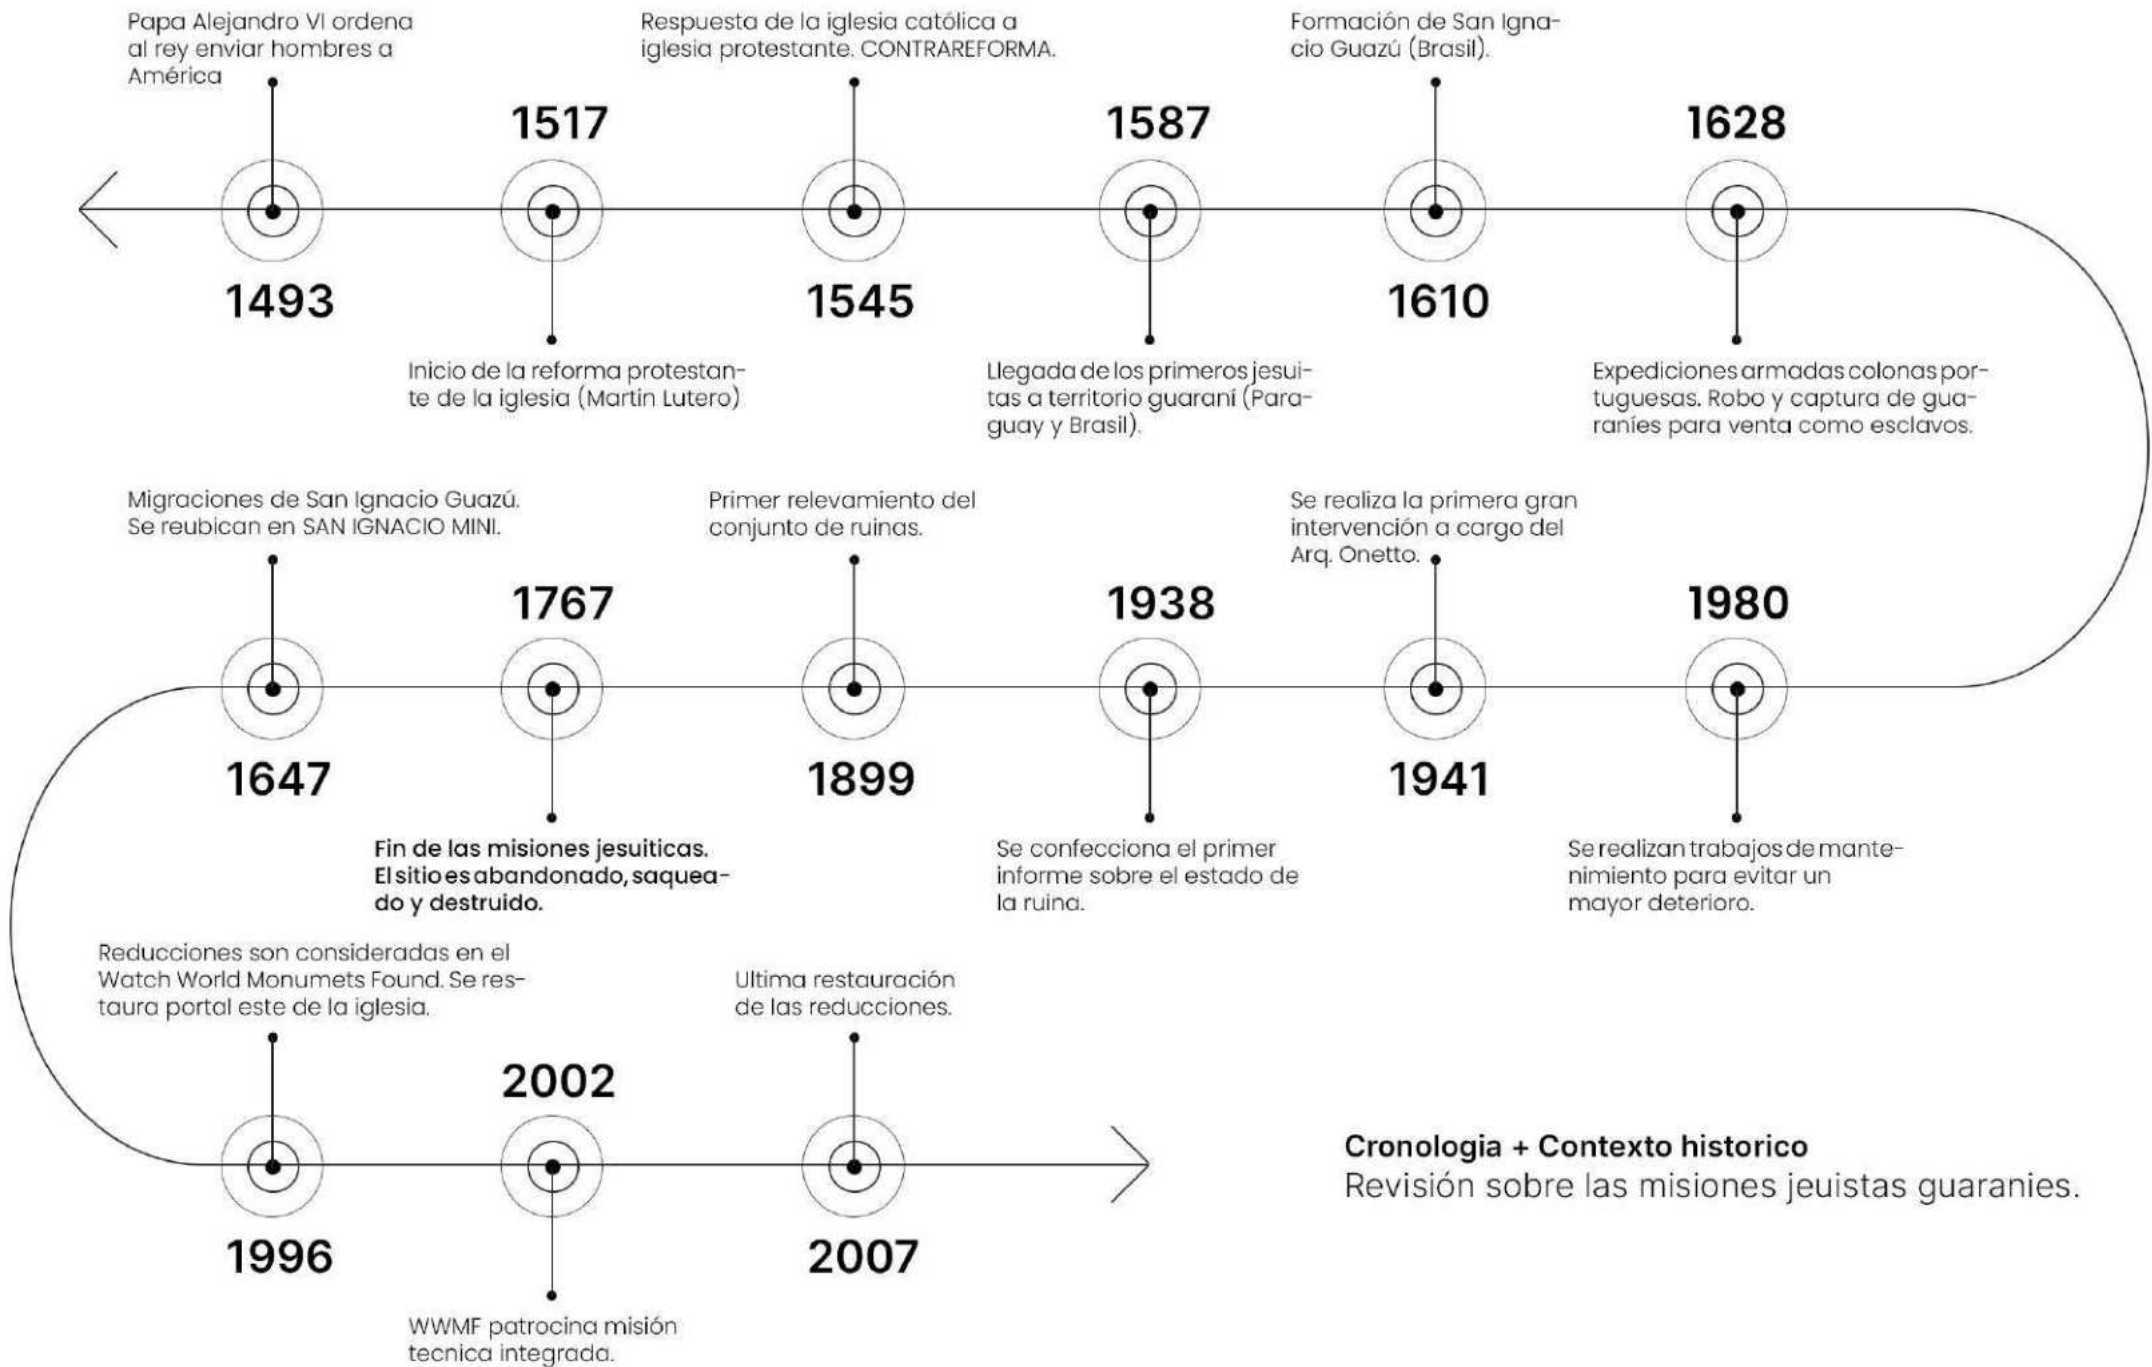 Papa Alejandro VI ordena
al rey enviar hombres a
América
1493
1517
Inicio de la reforma protestan-
te de la iglesia (Martin Lutero)
Respuesta de la iglesia católica a
iglesia protestante. CONTRAREFORMA.
1545
1587
Llegada de los primeros jesui-
tas a territorio guaraní (Para-
guay y Brasil).
Formación de San Igna-
cio Guazú (Brasil).
1610
1628
Expediciones armadas colonas por-
tuguesas. Robo y captura de gua-
raníes para venta como esclavos.
Migraciones de San Ignacio Guazú.
Se reubican en SAN IGNACIO MINI.
1647
1767
Fin de las misiones jesuiticas.
El sitio es abandonado, saquea-
do y destruido.
Primer relevamiento del
conjunto de ruinas.
1899
1938
Se confecciona el primer
informe sobre el estado de
la ruina.
Se realiza la primera gran
intervención a cargo del
Arq. Onetto.
1941
1980
Se realizan trabajos de mante-
nimiento para evitar un
mayor deterioro.
Reducciones son consideradas en el
Watch World Monumets Found. Se res-
taura portal este de la iglesia.
1996
2002
WWMF patrocina misión
tecnica integrada.
Ultima restauración
de las reducciones.
2007
Cronologia + Contexto historico
Revisión sobre las misiones jeuistas guaranies.